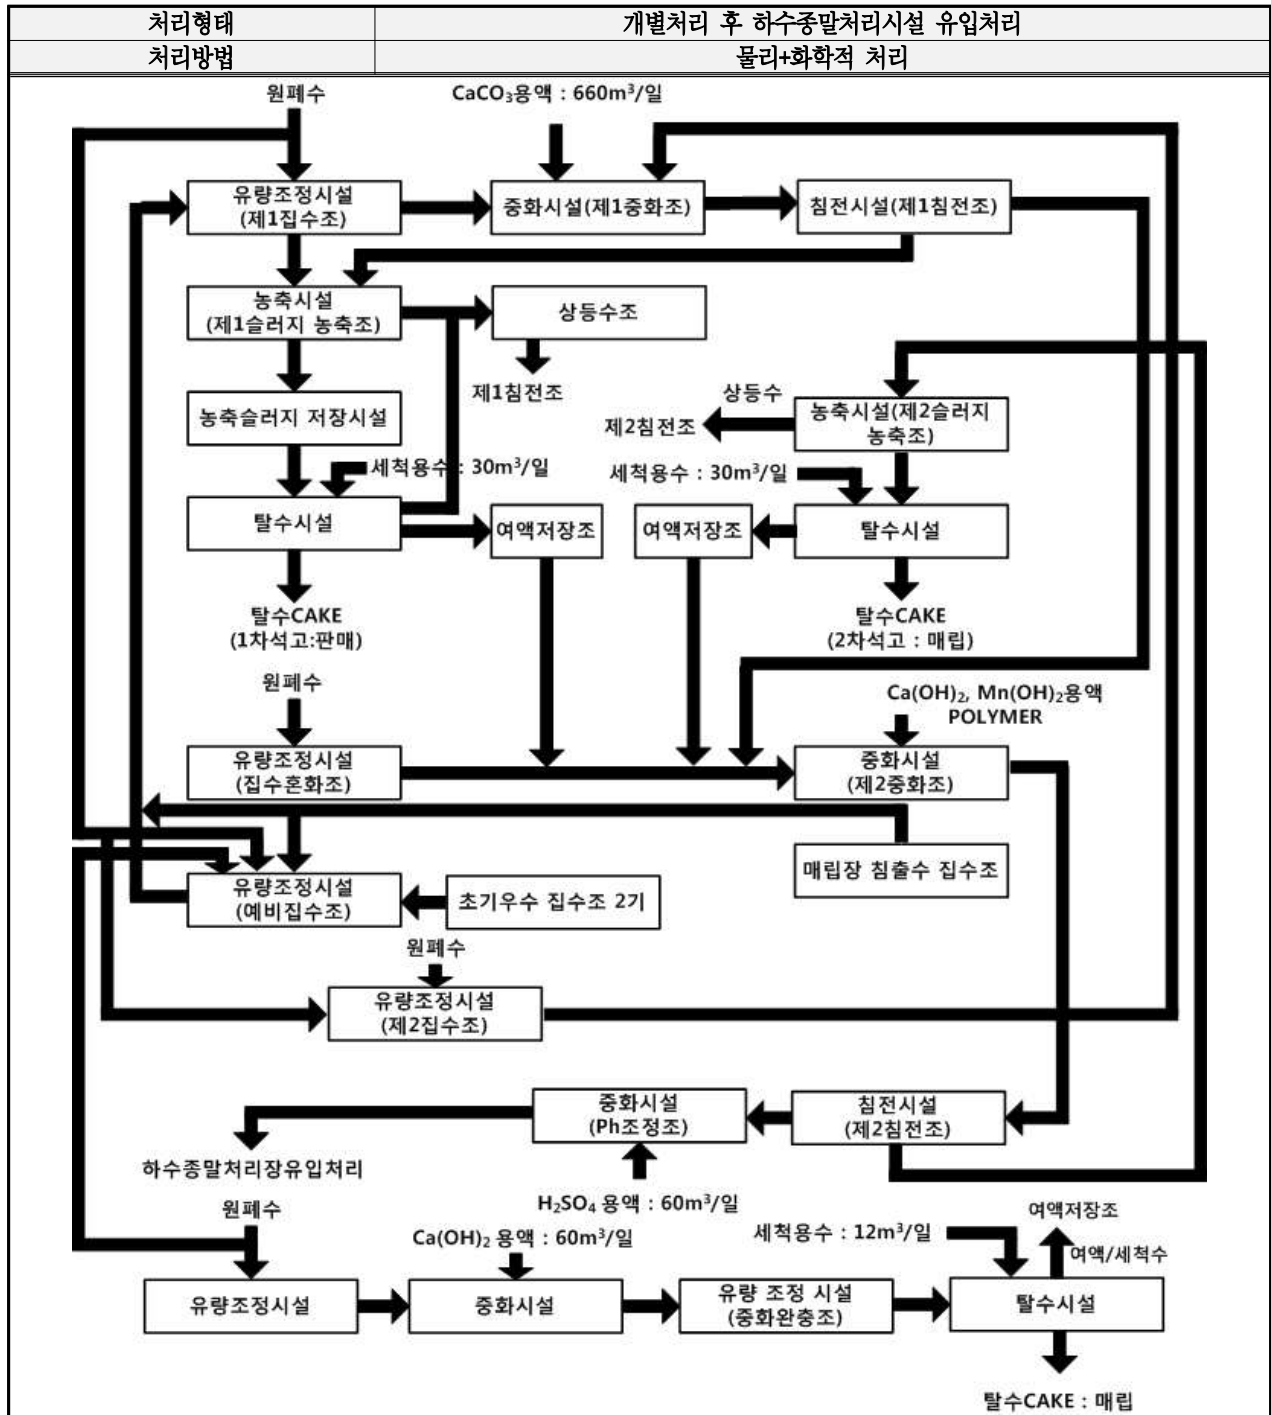 처리형태 개별처리 후 하수종말처리시설 유입처리
처리방법 물리+화학적 처리
원폐수
CaCO₃용액 : 660m³/일
유량조정시설
(제1집수조)
중화시설(제1중화조)
침전시설(제1침전조)
농축시설
(제1슬러지 농축조)
상등수조
제1침전조
농축슬러지 저장시설
상등수
제2침전조
농축시설(제2슬러지
농축조)
세척용수 : 30m³/일
세척용수 : 30m³/일
탈수시설
여액저장조
여액저장조
탈수시설
탈수CAKE
(1차석고:판매)
탈수CAKE
(2차석고 : 매립)
원폐수
Ca(OH)₂, Mn(OH)₂용액
POLYMER
유량조정시설
(집수혼화조)
중화시설
(제2중화조)
매립장 침출수 집수조
유량조정시설
(예비집수조)
초기우수 집수조 2기
원폐수
유량조정시설
(제2집수조)
중화시설
(Ph조정조)
침전시설
(제2침전조)
하수종말처리장유입처리
H₂SO₄ 용액 : 60m³/일
원폐수
Ca(OH)₂ 용액 : 60m³/일
세척용수 : 12m³/일
여액저장조
여액/세척수
유량조정시설
중화시설
유량 조정 시설
(중화완충조)
탈수시설
탈수CAKE : 매립